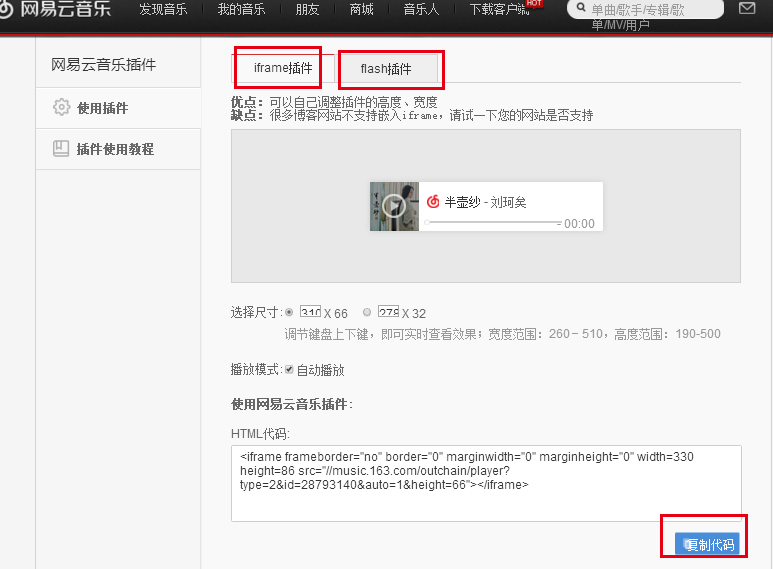 网易云音乐
发现音乐 我的音乐 朋友 商城 音乐人 下载客户端 HOT 单曲/歌手/专辑/歌
单/MV/用户
网易云音乐插件
使用插件
插件使用教程
iframe插件 flash插件
优点：可以自己调整插件的高度、宽度
缺点：很多博客网站不支持嵌入iframe，请试一下您的网站是否支持
半壶纱 - 刘珂矣
- 00:00
选择尺寸: 310 X 66 278 X 32
调节键盘上下键，即可实时查看效果；宽度范围：260－510，高度范围：190-500
播放模式: 自动播放
使用网易云音乐插件：
HTML代码:
<iframe frameborder="no" border="0" marginwidth="0" marginheight="0" width=330
height=86 src="//music.163.com/outchain/player?
type=2&id=28793140&auto=1&height=66"></iframe>
复制代码